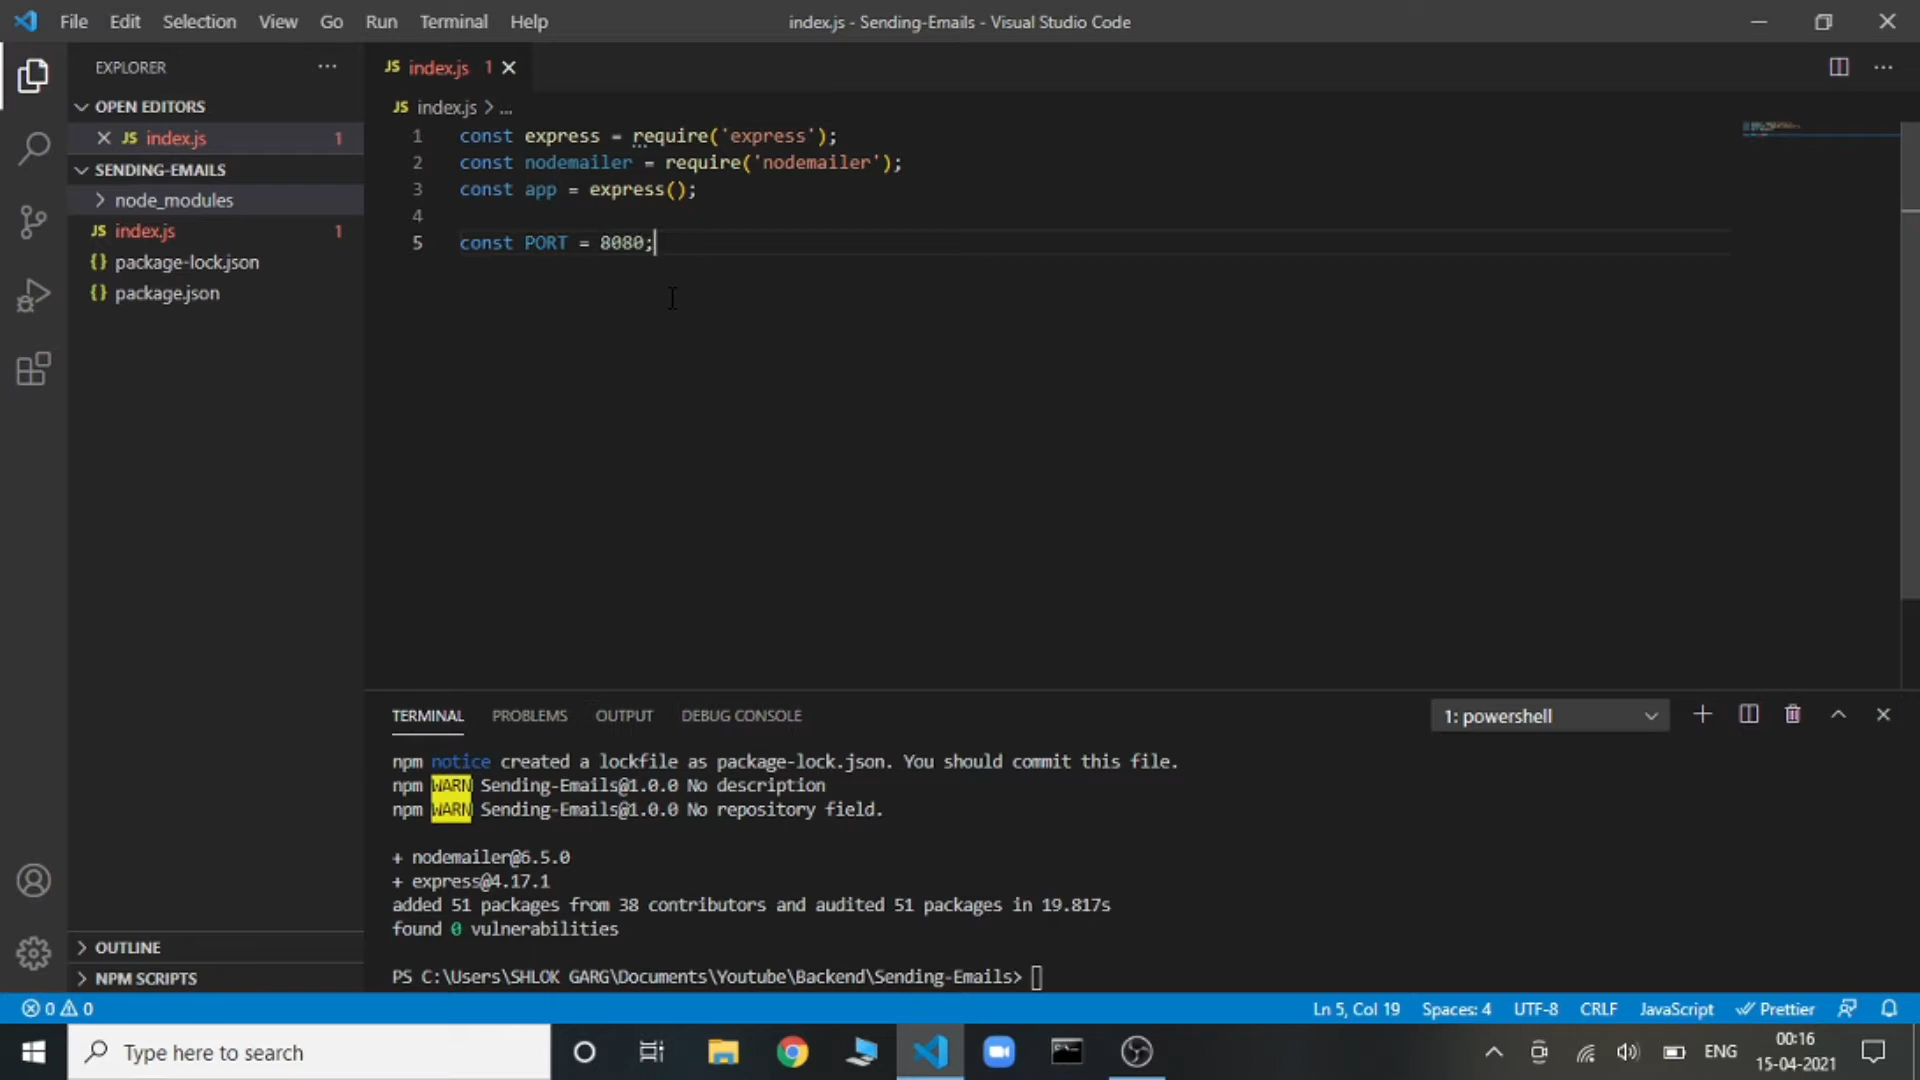 File Edit Selection View Go Run Terminal Help
index.js - Sending-Emails - Visual Studio Code
EXPLORER
JS index.js 1
OPEN EDITORS
JS index.js > ...
JS index.js 1
SENDING-EMAILS
node_modules
JS index.js 1
{} package-lock.json
{} package.json
1 const express = require('express');
2 const nodemailer = require('nodemailer');
3 const app = express();
4
5 const PORT = 8080;
TERMINAL PROBLEMS OUTPUT DEBUG CONSOLE
1: powershell
npm notice created a lockfile as package-lock.json. You should commit this file.
npm WARN Sending-Emails@1.0.0 No description
npm WARN Sending-Emails@1.0.0 No repository field.
+ nodemailer@6.5.0
+ express@4.17.1
added 51 packages from 38 contributors and audited 51 packages in 19.817s
found 0 vulnerabilities
PS C:\Users\SHLOK GARG\Documents\Youtube\Backend\Sending-Emails>
OUTLINE
NPM SCRIPTS
0 0
Ln 5, Col 19 Spaces: 4 UTF-8 CRLF JavaScript Prettier
Type here to search
ENG
00:16
15-04-2021